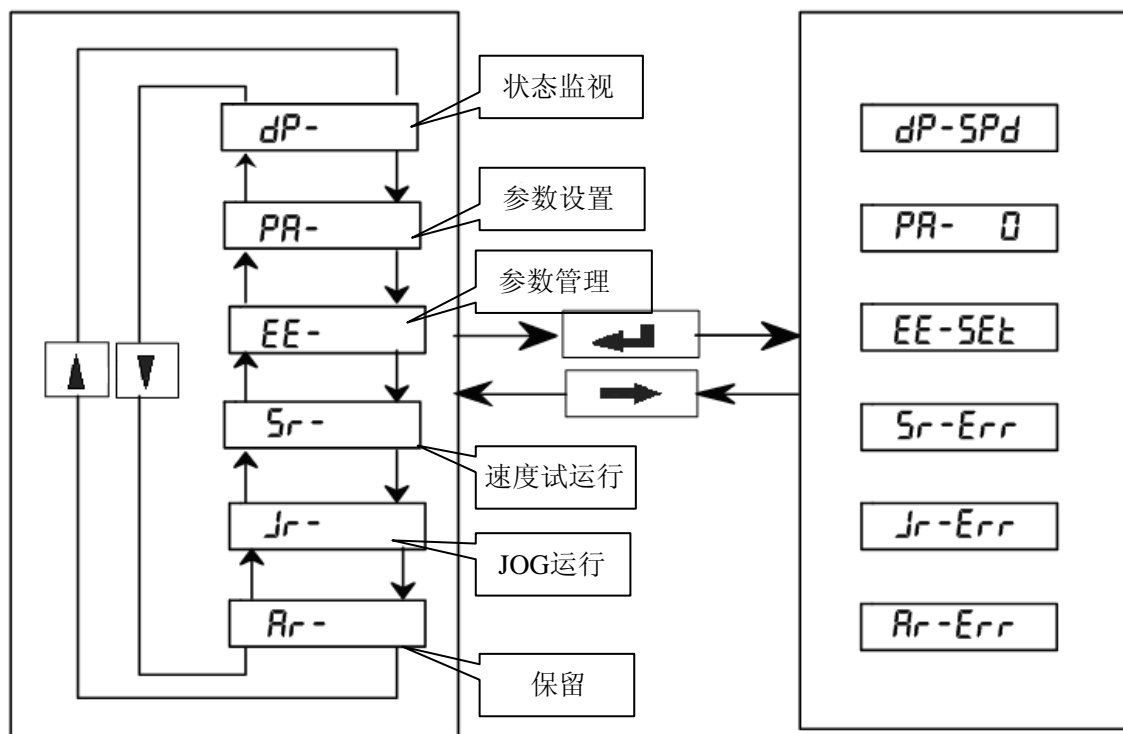 状态监视
dP-
参数设置
PA-
参数管理
EE-
Sr-
速度试运行
Jr-
JOG运行
Ar-
保留
dP-SPd
PA- 0
EE-SEt
Sr-Err
Jr-Err
Ar-Err